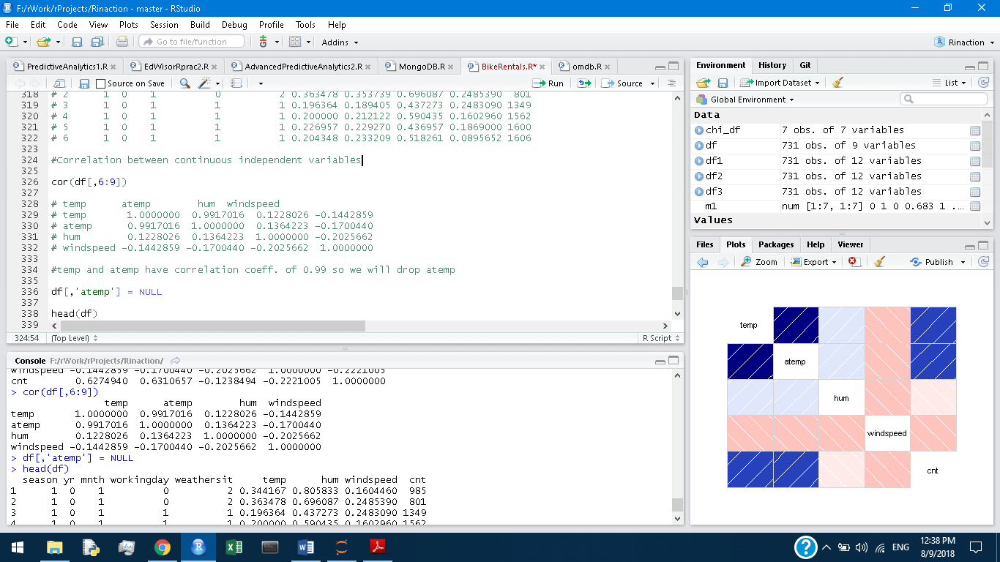 F:/rWork/rProjects/Rinaction - master - RStudio
File Edit Code View Plots Session Build Debug Profile Tools Help
Go to file/function Addins Rinaction
PredictiveAnalytics1.R EdWisorRprac2.R AdvancedPredictiveAnalytics2.R MongoDB.R BikeRentals.R* omdb.R
Source on Save Run Source
318 # 2 1 0 1 0 2 0.363478 0.353739 0.696087 0.2485390 801
319 # 3 1 0 1 1 1 0.196364 0.189405 0.437273 0.2483090 1349
320 # 4 1 0 1 1 1 0.200000 0.212122 0.590435 0.1602960 1562
321 # 5 1 0 1 1 1 0.226957 0.229270 0.436957 0.1869000 1600
322 # 6 1 0 1 1 1 0.204348 0.233209 0.518261 0.0895652 1606
323
324 #Correlation between continuous independent variables
325
326 cor(df[,6:9])
327
328 # temp atemp hum windspeed
329 # temp 1.0000000 0.9917016 0.1228026 -0.1442859
330 # atemp 0.9917016 1.0000000 0.1364223 -0.1700440
331 # hum 0.1228026 0.1364223 1.0000000 -0.2025662
332 # windspeed -0.1442859 -0.1700440 -0.2025662 1.0000000
333
334 #temp and atemp have correlation coeff. of 0.99 so we will drop atemp
335
336 df[,'atemp'] = NULL
337
338 head(df)
339
324:54 (Top Level) R Script
Console F:/rWork/rProjects/Rinaction/
windspeed -0.1442859 -0.1700440 -0.2025662 1.0000000 -0.2221005
cnt 0.6274940 0.6310657 -0.1238494 -0.2221005 1.0000000
> cor(df[,6:9])
temp atemp hum windspeed
temp 1.0000000 0.9917016 0.1228026 -0.1442859
atemp 0.9917016 1.0000000 0.1364223 -0.1700440
hum 0.1228026 0.1364223 1.0000000 -0.2025662
windspeed -0.1442859 -0.1700440 -0.2025662 1.0000000
> df[,'atemp'] = NULL
> head(df)
season yr mnth workingday weathersit temp hum windspeed cnt
1 1 0 1 0 2 0.344167 0.805833 0.1604460 985
2 1 0 1 0 2 0.363478 0.696087 0.2485390 801
3 1 0 1 1 1 0.196364 0.437273 0.2483090 1349
4 1 0 1 1 1 0.200000 0.590435 0.1602960 1562
Environment History Git
Import Dataset List
Global Environment
Data
chi_df 7 obs. of 7 variables
df 731 obs. of 9 variables
df1 731 obs. of 12 variables
df2 731 obs. of 12 variables
df3 731 obs. of 12 variables
m1 num [1:7, 1:7] 0 1 0 0.683 1 ...
Values
Files Plots Packages Help Viewer
Zoom Export Publish
temp
atemp
hum
windspeed
cnt
ENG
12:38 PM
8/9/2018